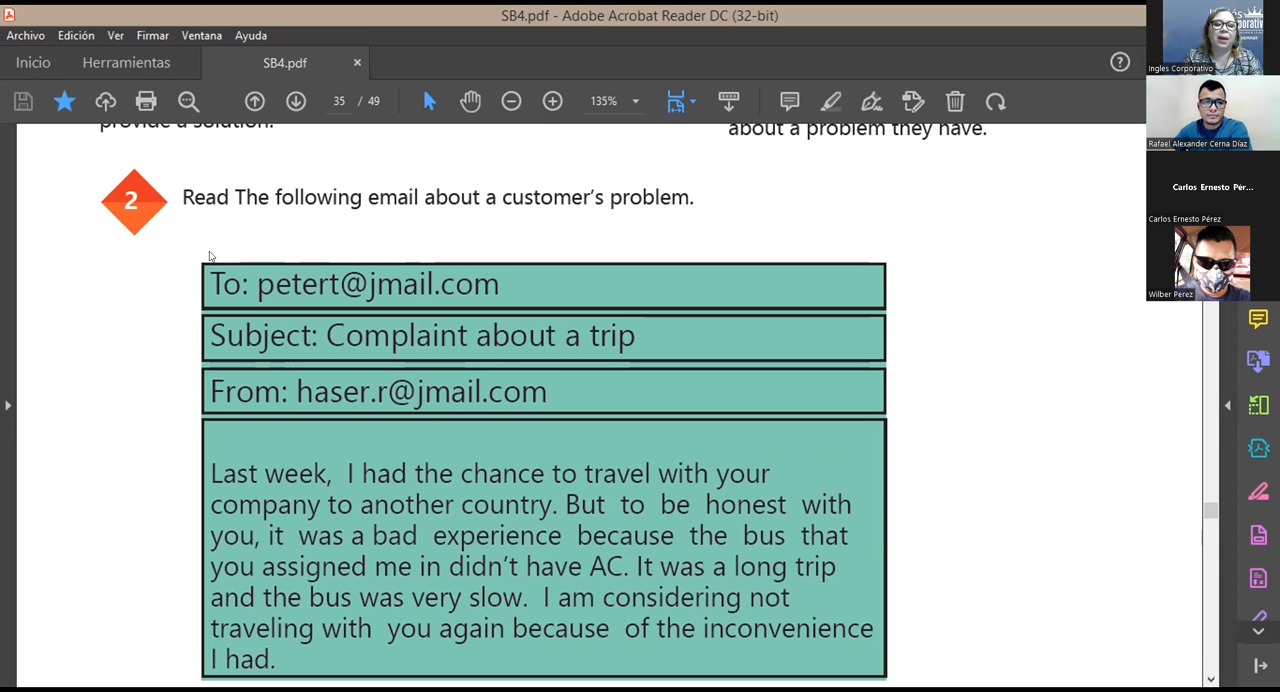 SB4.pdf - Adobe Acrobat Reader DC (32-bit)
Archivo Edición Ver Firmar Ventana Ayuda
Inicio Herramientas SB4.pdf ×
35 / 49 135%
provide a solution.
about a problem they have.
2 Read The following email about a customer's problem.
To: petert@jmail.com
Subject: Complaint about a trip
From: haser.r@jmail.com
Last week, I had the chance to travel with your
company to another country. But to be honest with
you, it was a bad experience because the bus that
you assigned me in didn't have AC. It was a long trip
and the bus was very slow. I am considering not
traveling with you again because of the inconvenience
I had.
Ingles Corporativo
Rafael Alexander Cerna Díaz
Carlos Ernesto Pér...
Carlos Ernesto Pérez
Wilber Perez